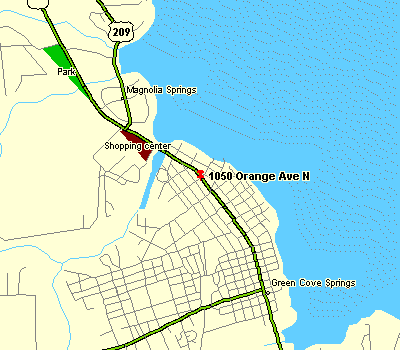 209
Park
Magnolia Springs
Shopping center
1050 Orange Ave N
Green Cove Springs